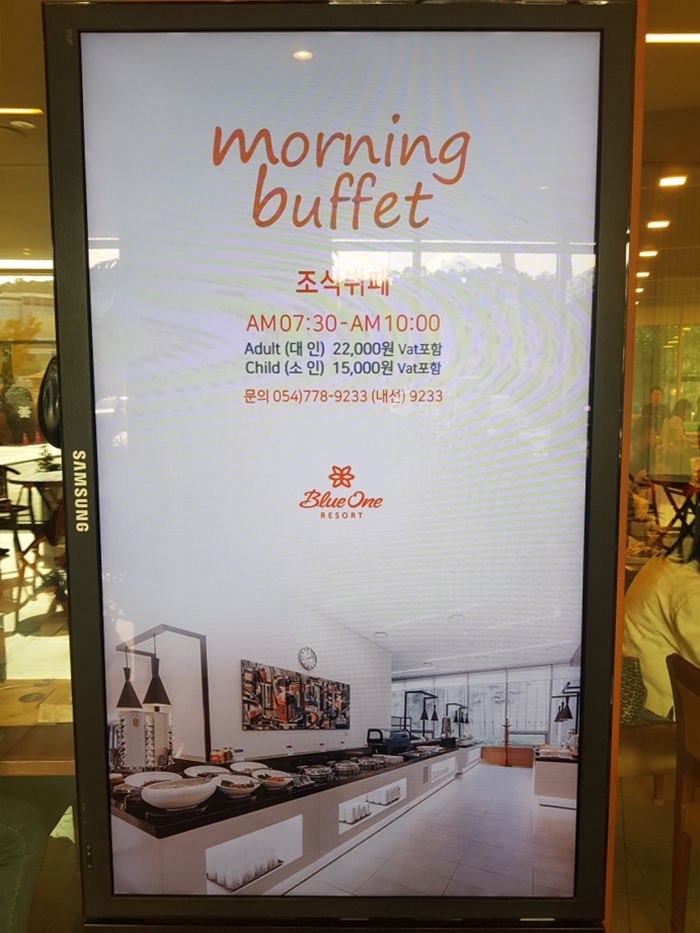 morning
buffet
조식뷔페
AM07:30-AM10:00
Adult (대 인) 22,000원 Vat포함
Child (소 인) 15,000원 Vat포함
문의 054)778-9233 (내선) 9233
Blue One
RESORT
SAMSUNG